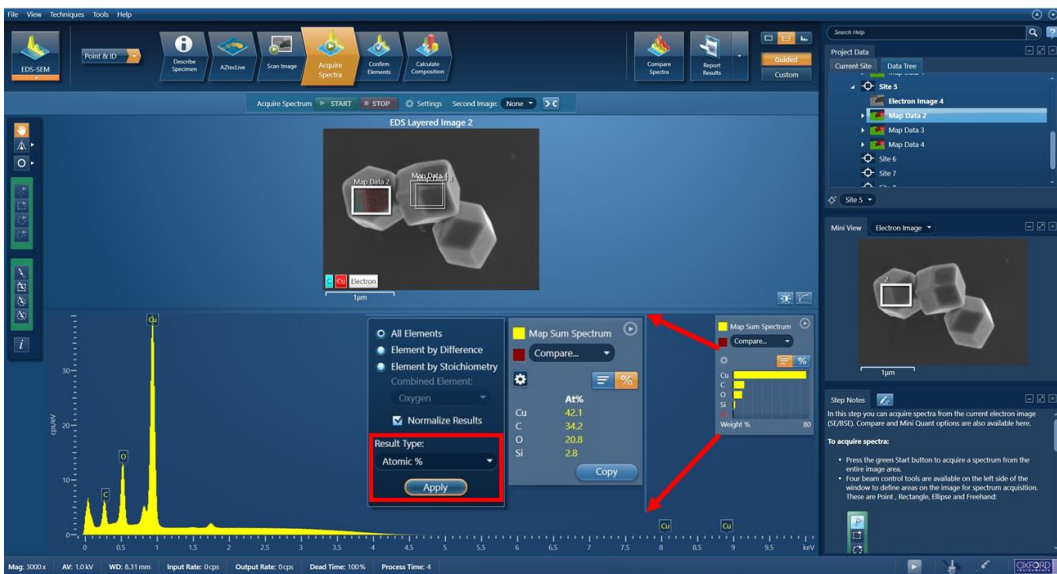 File View Techniques Tools Help
EDS-SEM
Point & ID
Describe Specimen
AZtecLive
Scan Image
Acquire Spectra
Confirm Elements
Calculate Composition
Compare Spectra
Report Results
Guided
Custom
Acquire Spectrum START STOP Settings Second Image: None
EDS Layered Image 2
Map Data 2
C Cu Electron
1μm
cps/eV
30
20
10
0
C
O
Cu
Cu
Cu
0 0.5 1 1.5 2 2.5 3 3.5 4 4.5 5 5.5 6 6.5 7 7.5 8 8.5 9 9.5 keV
All Elements
Element by Difference
Element by Stoichiometry
Combined Element:
Oxygen
Normalize Results
Result Type:
Atomic %
Apply
Map Sum Spectrum
Compare...
%
At%
Cu 42.1
C 34.2
O 20.8
Si 2.8
Copy
Map Sum Spectrum
Compare...
%
Cu
C
O
Si
Weight % 80
Search Help
Project Data
Current Site Data Tree
Site 5
Electron Image 4
Map Data 2
Map Data 3
Map Data 4
Site 6
Site 7
Site 5
Mini View Electron Image
2
1μm
Step Notes
In this step you can acquire spectra from the current electron image
(SE/BSE). Compare and Mini Quant options are also available here.
To acquire spectra:
• Press the green Start button to acquire a spectrum from the
entire image area.
• Four beam control tools are available on the left side of the
window to define areas on the image for spectrum acquisition.
These are Point , Rectangle, Ellipse and Freehand:
Mag: 3000 x AV: 1.0 kV WD: 8.31 mm Input Rate: 0 cps Output Rate: 0 cps Dead Time: 100% Process Time: 4
OXFORD
INSTRUMENTS